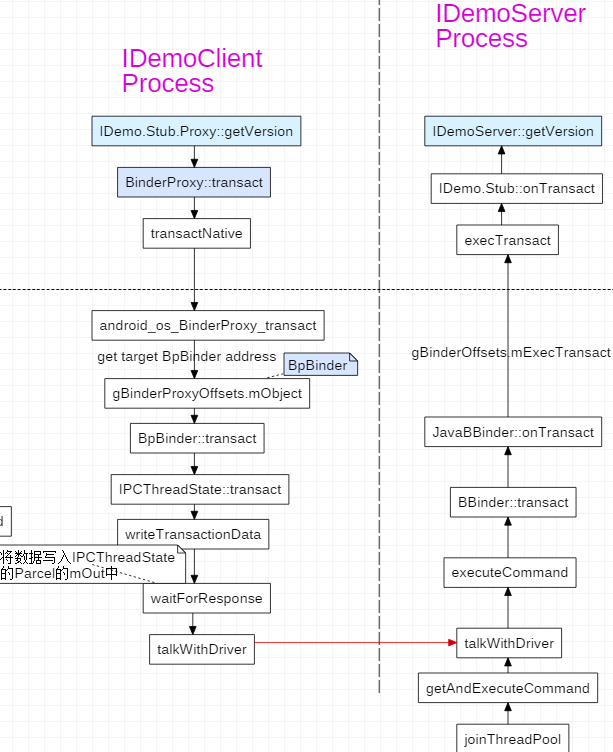 IDemoClient
Process
IDemoServer
Process
IDemo.Stub.Proxy::getVersion
BinderProxy::transact
transactNative
android_os_BinderProxy_transact
get target BpBinder address
BpBinder
gBinderProxyOffsets.mObject
BpBinder::transact
IPCThreadState::transact
writeTransactionData
d
将数据写入IPCThreadState
的Parcel的mOut中
waitForResponse
talkWithDriver
IDemoServer::getVersion
IDemo.Stub::onTransact
execTransact
gBinderOffsets.mExecTransact
JavaBBinder::onTransact
BBinder::transact
executeCommand
talkWithDriver
getAndExecuteCommand
joinThreadPool